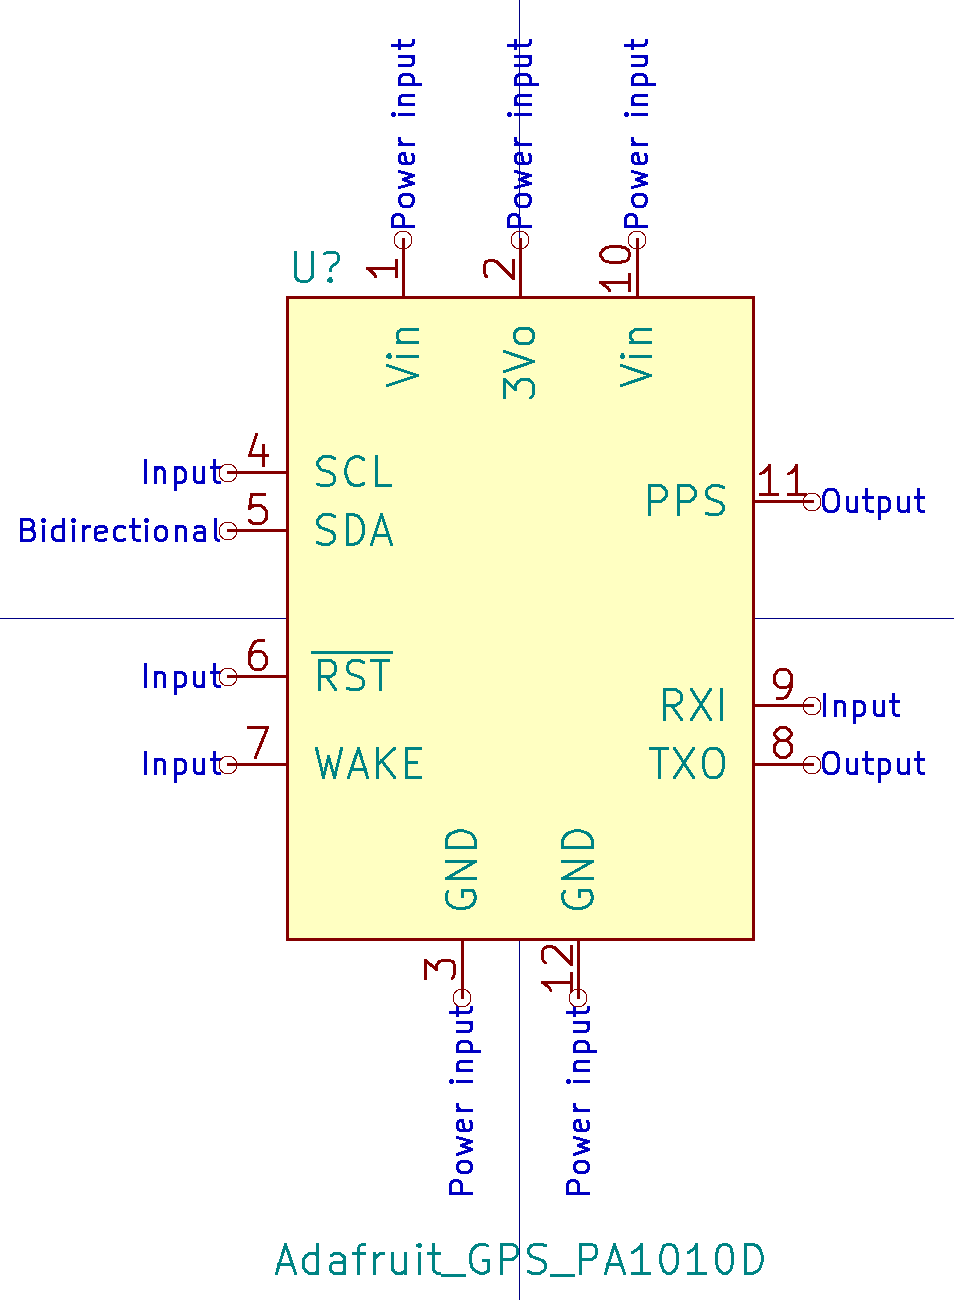 Power input
Power input
Power input
U?
1
2
10
Vin
3Vo
Vin
Input
4
SCL
Bidirectional
5
SDA
PPS
11
Output
Input
6
RST
Input
7
WAKE
RXI
9
Input
TXO
8
Output
GND
GND
3
12
Power input
Power input
Adafruit_GPS_PA1010D